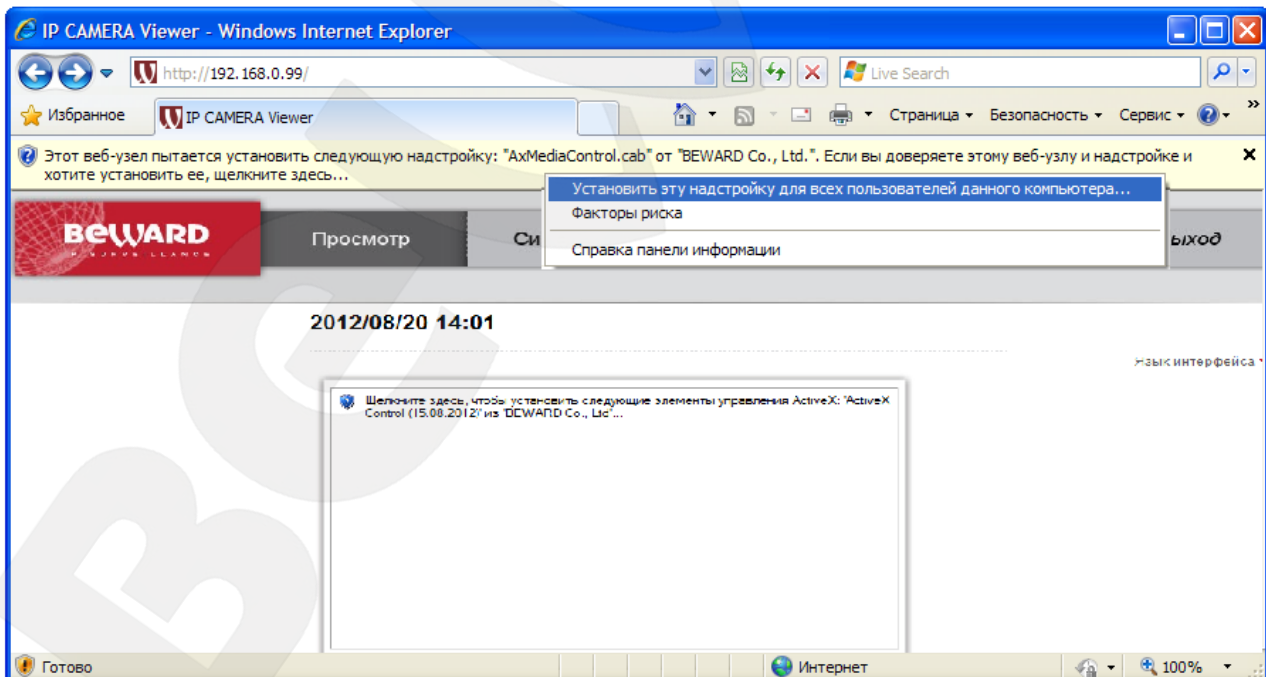 IP CAMERA Viewer - Windows Internet Explorer
http://192.168.0.99/
Live Search
Избранное
IP CAMERA Viewer
Страница
Безопасность
Сервис
Этот веб-узел пытается установить следующую надстройку: "AxMediaControl.cab" от "BEWARD Co., Ltd.". Если вы доверяете этому веб-узлу и надстройке и
хотите установить ее, щелкните здесь...
Установить эту надстройку для всех пользователей данного компьютера...
Факторы риска
Справка панели информации
BEWARD
Просмотр
Си
ыход
2012/08/20 14:01
Язык интерфейса
Щелкните здесь, чтобы установить следующие элементы управления ActiveX: 'ActiveX
Control (15.08.2012)' из 'BEWARD Co., Ltd'...
Готово
Интернет
100%